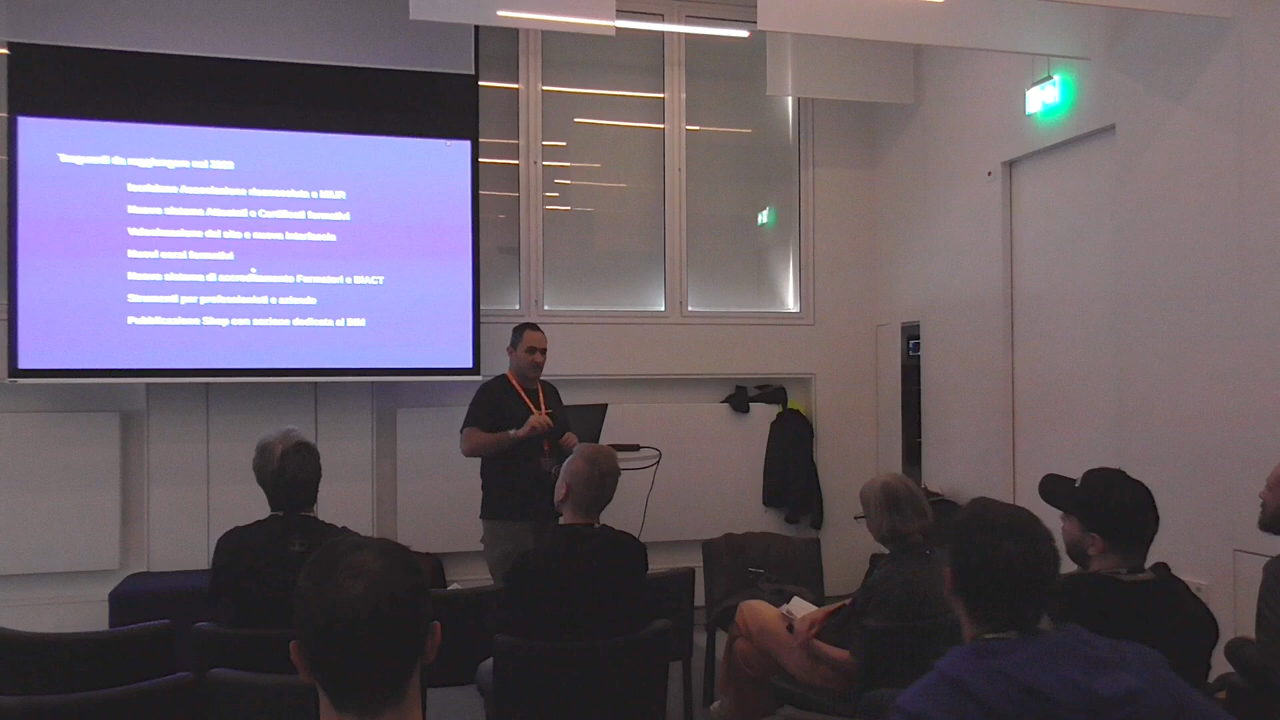 Traguardi da raggiungere nel
Iscrizione Associazione riconosciuta e MIUR
Nuovo sistema Attestati e Certificati formativi
Velocizzazione del sito e nuova interfaccia
Nuovi corsi formativi
Nuovo sistema di accreditamento Formatori e
Strumenti per professionisti e aziende
Pubblicazione Shop con sezione dedicata al BIM